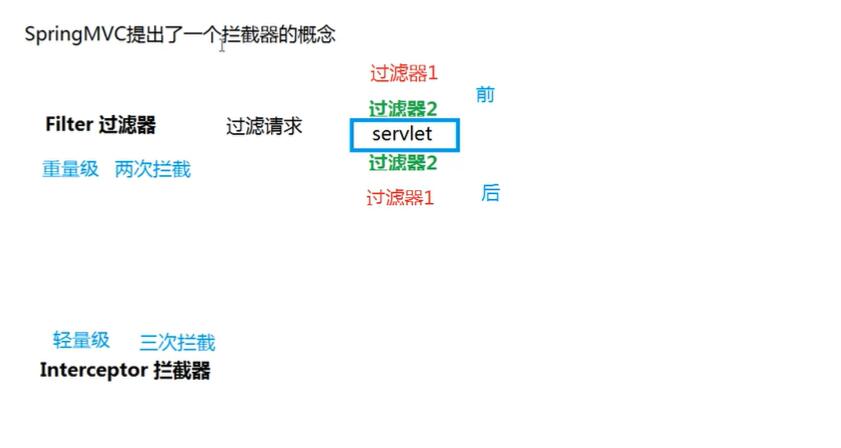 SpringMVC提出了一个拦截器的概念
过滤器1
前
过滤器2
Filter 过滤器 过滤请求 servlet
重量级 两次拦截 过滤器2
过滤器1 后
轻量级 三次拦截
Interceptor 拦截器